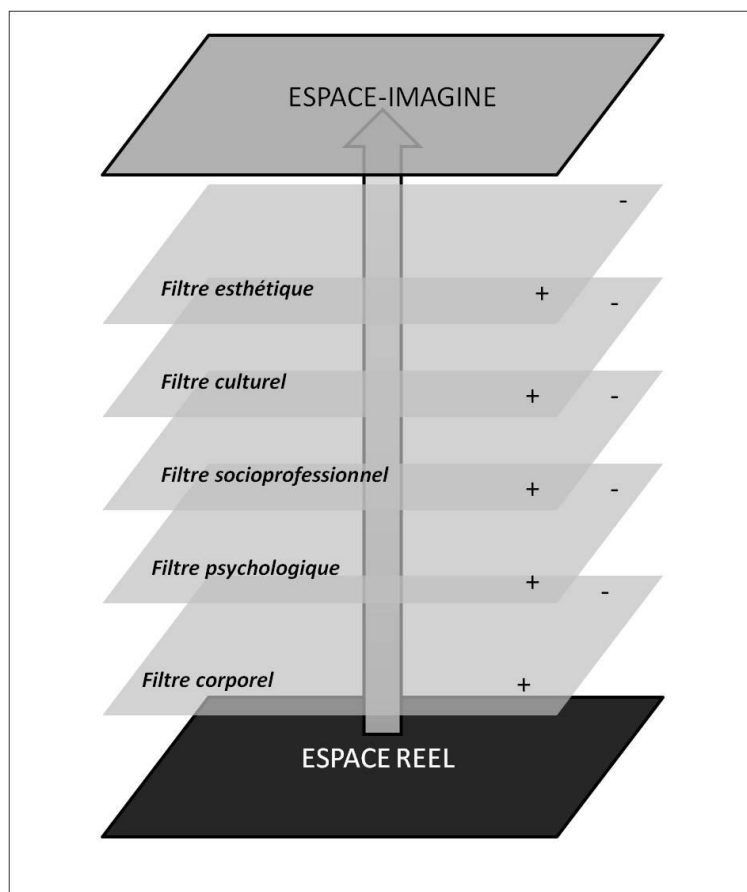 ESPACE-IMAGINE
-
Filtre esthétique + -
Filtre culturel + -
Filtre socioprofessionnel + -
Filtre psychologique + -
Filtre corporel +
ESPACE REEL